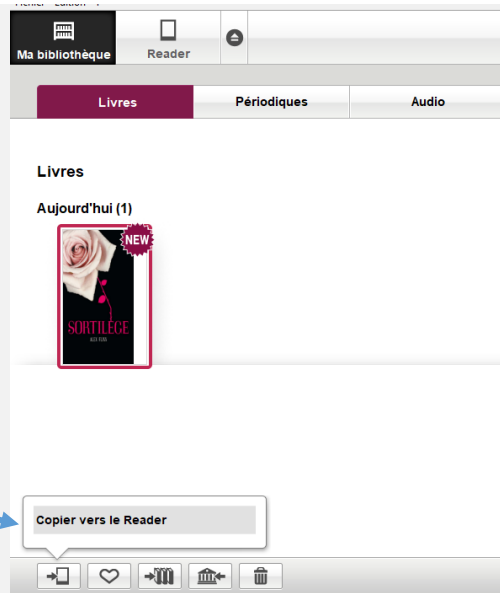 Ma bibliothèque
Reader
Livres
Périodiques
Audio
Livres
Aujourd'hui (1)
NEW
SORTILÈGE
Copier vers le Reader